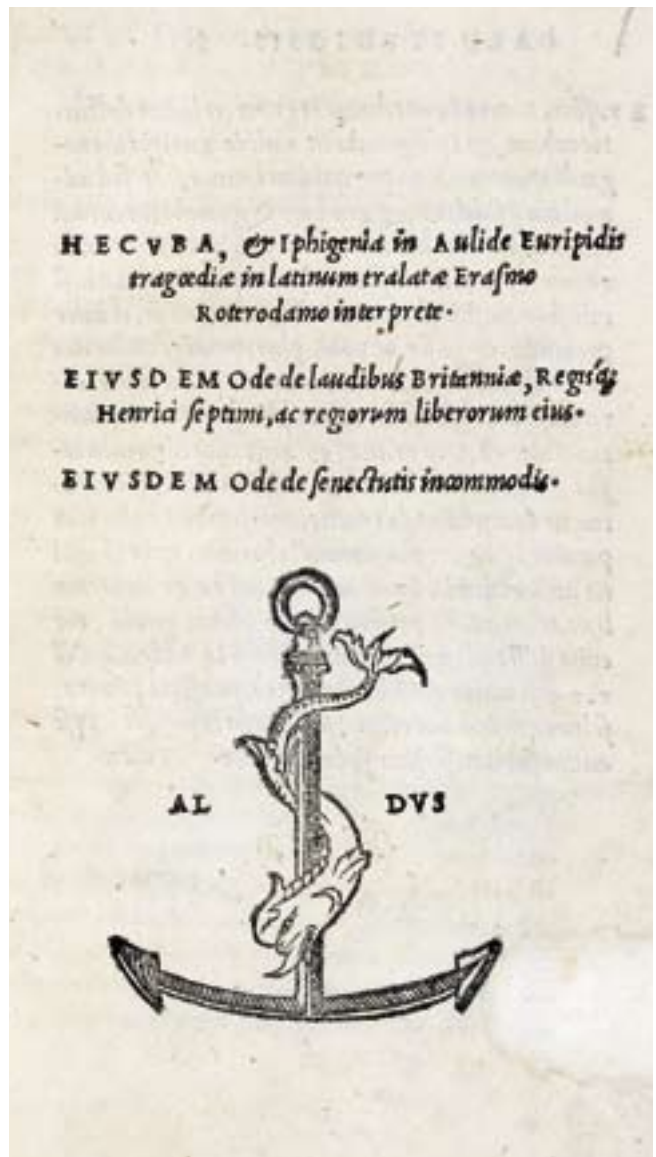 HECVBA, & Iphigenia in Aulide Euripidis
tragœdiæ in latinum tralatæ Eraſmo
Roterodamo interprete.
EIVSDEM Ode de laudibus Britanniæ, Regisq́;
Henrici ſeptimi, ac regiorum liberorum eius.
EIVSDEM Ode de ſenectutis incommodis.
AL DVS